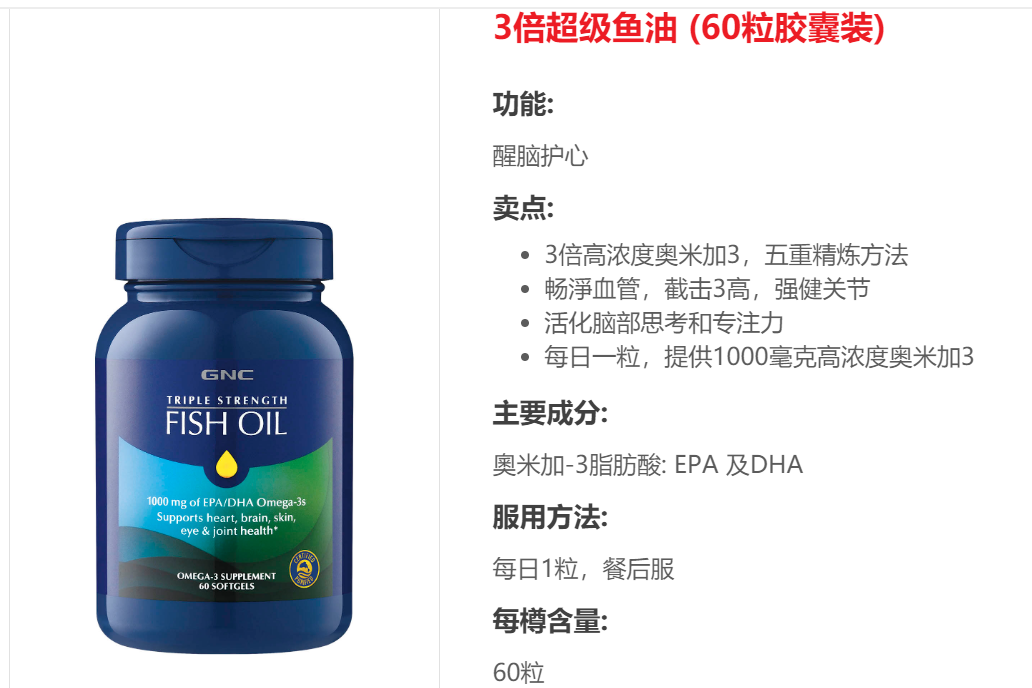 3倍超级鱼油 (60粒胶囊装)
功能:
醒脑护心
卖点:
3倍高浓度奥米加3，五重精炼方法
畅淨血管，截击3高，强健关节
活化脑部思考和专注力
每日一粒，提供1000毫克高浓度奥米加3
主要成分:
奥米加-3脂肪酸: EPA 及DHA
服用方法:
每日1粒，餐后服
每樽含量:
60粒
GNC
TRIPLE STRENGTH
FISH OIL
1000 mg of EPA/DHA Omega-3s
Supports heart, brain, skin,
eye & joint health*
OMEGA-3 SUPPLEMENT
60 SOFTGELS